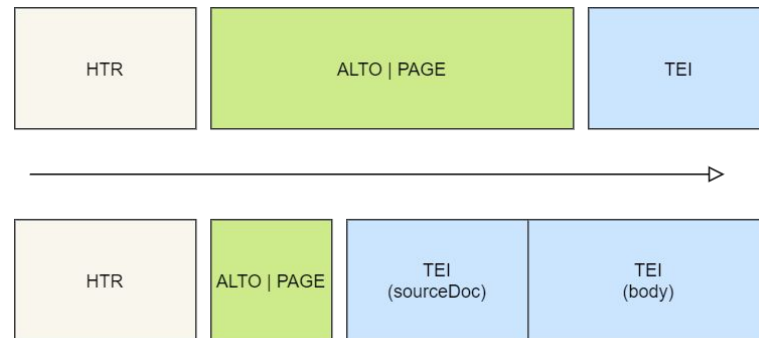 HTR
ALTO | PAGE
TEI
HTR
ALTO | PAGE
TEI
(sourceDoc)
TEI
(body)